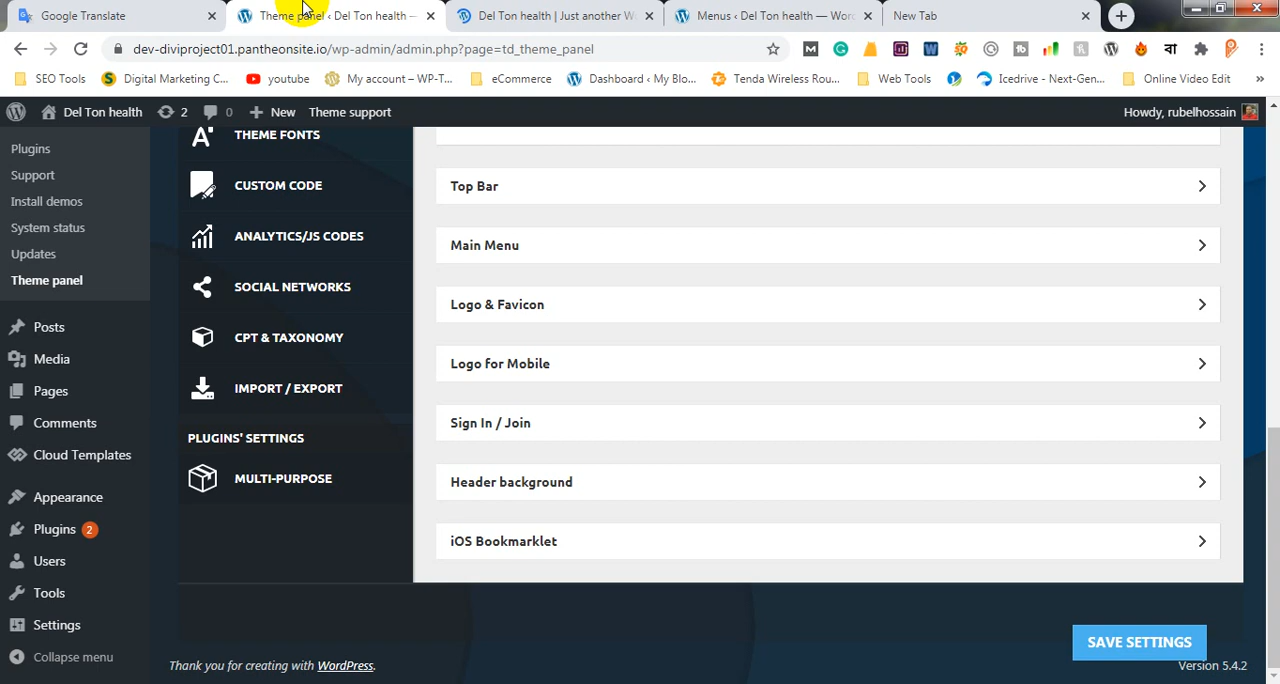 Google Translate
Theme panel ‹ Del Ton health —
Del Ton health | Just another W
Menus ‹ Del Ton health — Wor
New Tab
dev-diviproject01.pantheonsite.io/wp-admin/admin.php?page=td_theme_panel
SEO Tools
Digital Marketing C...
youtube
My account – WP-T...
eCommerce
Dashboard ‹ My Blo...
Tenda Wireless Rou...
Web Tools
Icedrive - Next-Gen...
Online Video Edit
»
Del Ton health
2
0
New
Theme support
Howdy, rubelhossain
Plugins
Support
Install demos
System status
Updates
Theme panel
Posts
Media
Pages
Comments
Cloud Templates
Appearance
Plugins 2
Users
Tools
Settings
Collapse menu
THEME FONTS
CUSTOM CODE
ANALYTICS/JS CODES
SOCIAL NETWORKS
CPT & TAXONOMY
IMPORT / EXPORT
PLUGINS' SETTINGS
MULTI-PURPOSE
Top Bar
Main Menu
Logo & Favicon
Logo for Mobile
Sign In / Join
Header background
iOS Bookmarklet
SAVE SETTINGS
Thank you for creating with WordPress.
Version 5.4.2